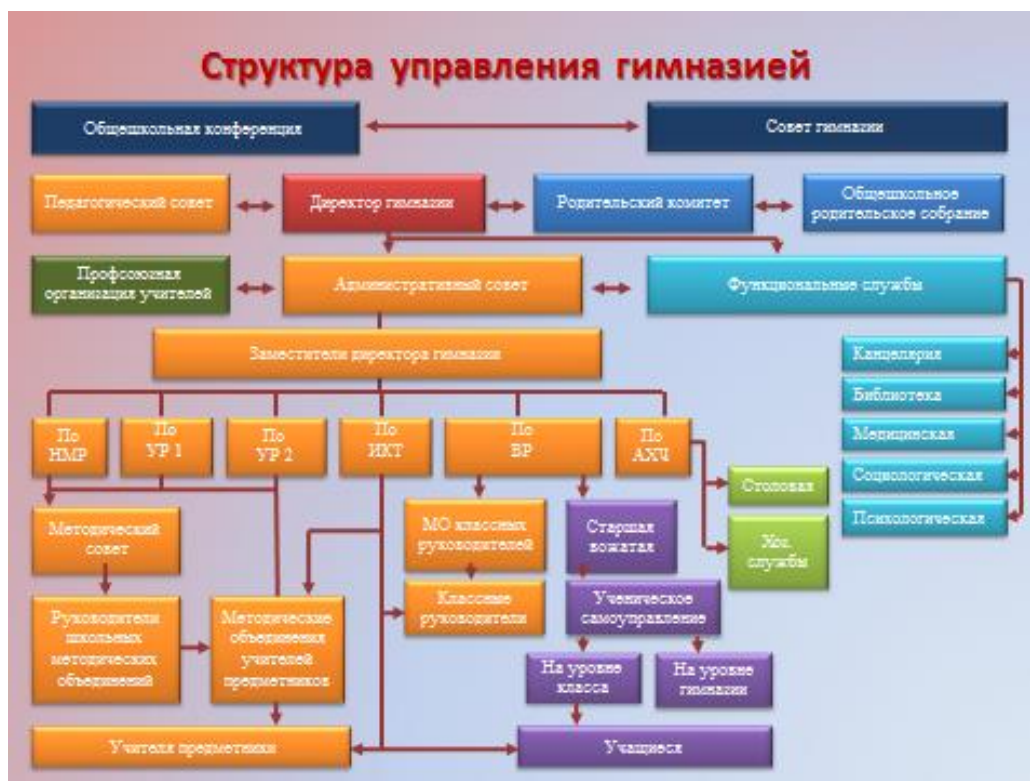 Структура управления гимназией
Общешкольная конференция
Совет гимназии
Педагогический совет
Директор гимназии
Родительский комитет
Общешкольное
родительское собрание
Профсоюзная
организация учителей
Административный совет
Функциональные службы
Заместители директора гимназии
Канцелярия
Библиотека
Медицинская
Социологическая
Психологическая
По
НМР
По
УР 1
По
УР 2
По
ИКТ
По
ВР
По
АХЧ
Столовая
Хоз.
службы
Методический
совет
МО классных
руководителей
Старшая
вожатая
Руководители
школьных
методических
объединений
Методические
объединения
учителей
предметников
Классные
руководители
Ученическое
самоуправление
На уровне
класса
На уровне
гимназии
Учителя предметники
Учащиеся